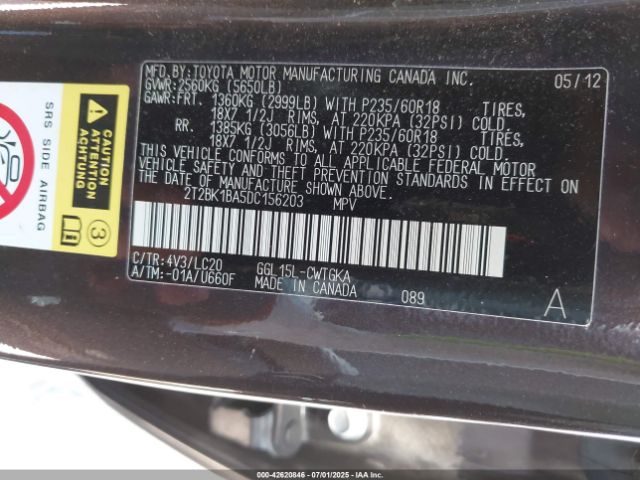 MFD. BY: TOYOTA MOTOR MANUFACTURING CANADA INC. 05/12
GVWR: 2560KG (5650LB)
GAWR: FRT. 1360KG (2999LB) WITH P235/60R18 TIRES,
18X7 1/2J RIMS, AT 220KPA (32PSI) COLD.
RR. 1385KG (3056LB) WITH P235/60R18 TIRES,
18X7 1/2J RIMS, AT 220KPA (32PSI) COLD.
THIS VEHICLE CONFORMS TO ALL APPLICABLE FEDERAL MOTOR
VEHICLE SAFETY AND THEFT PREVENTION STANDARDS IN EFFECT ON
THE DATE OF MANUFACTURE SHOWN ABOVE.
2T2BK1BA5DC156203 MPV
C/TR: 4V3/LC20 GGL15L-CWTGKA
A/TM: -01A/U660F MADE IN CANADA 089 A
SRS SIDE AIRBAG
ATTENTION
CAUTION
ACHTUNG
3
000-42620846 | 07/01/2025 | COPYRIGHT IAA, LLC.